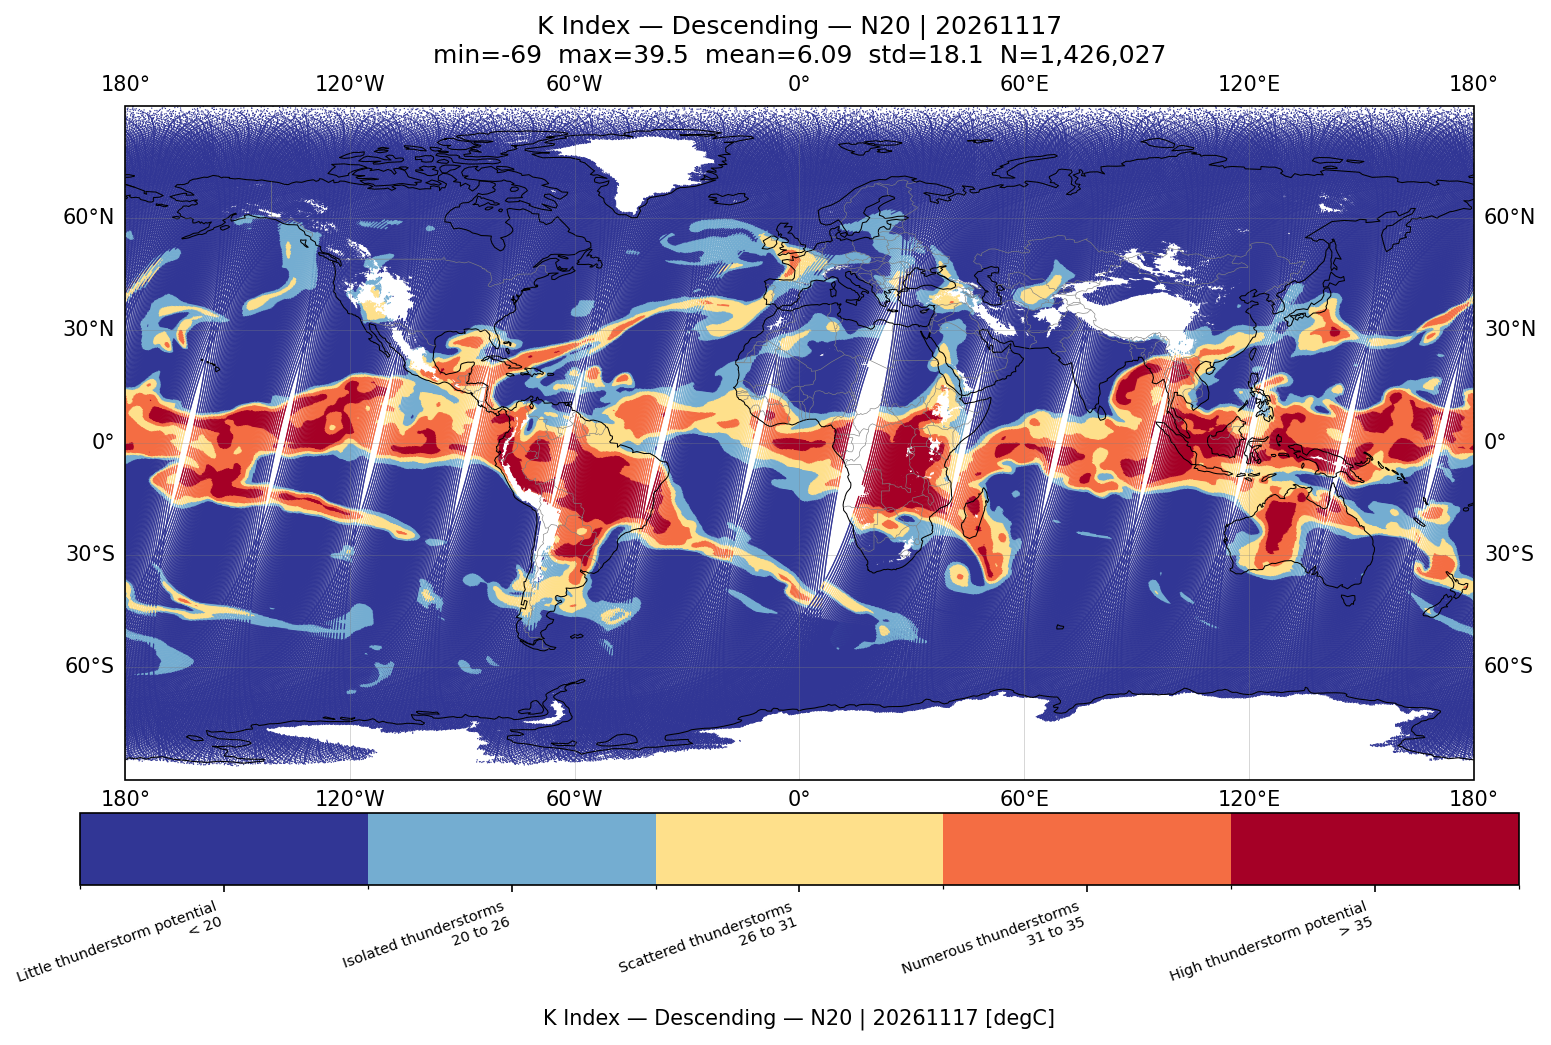 K Index — Descending — N20 | 20261117
min=-69  max=39.5  mean=6.09  std=18.1  N=1,426,027
180° 120°W 60°W 0° 60°E 120°E 180°
60°N 60°N
30°N 30°N
0° 0°
30°S 30°S
60°S 60°S
180° 120°W 60°W 0° 60°E 120°E 180°
Little thunderstorm potential
< 20
Isolated thunderstorms
20 to 26
Scattered thunderstorms
26 to 31
Numerous thunderstorms
31 to 35
High thunderstorm potential
> 35
K Index — Descending — N20 | 20261117 [degC]